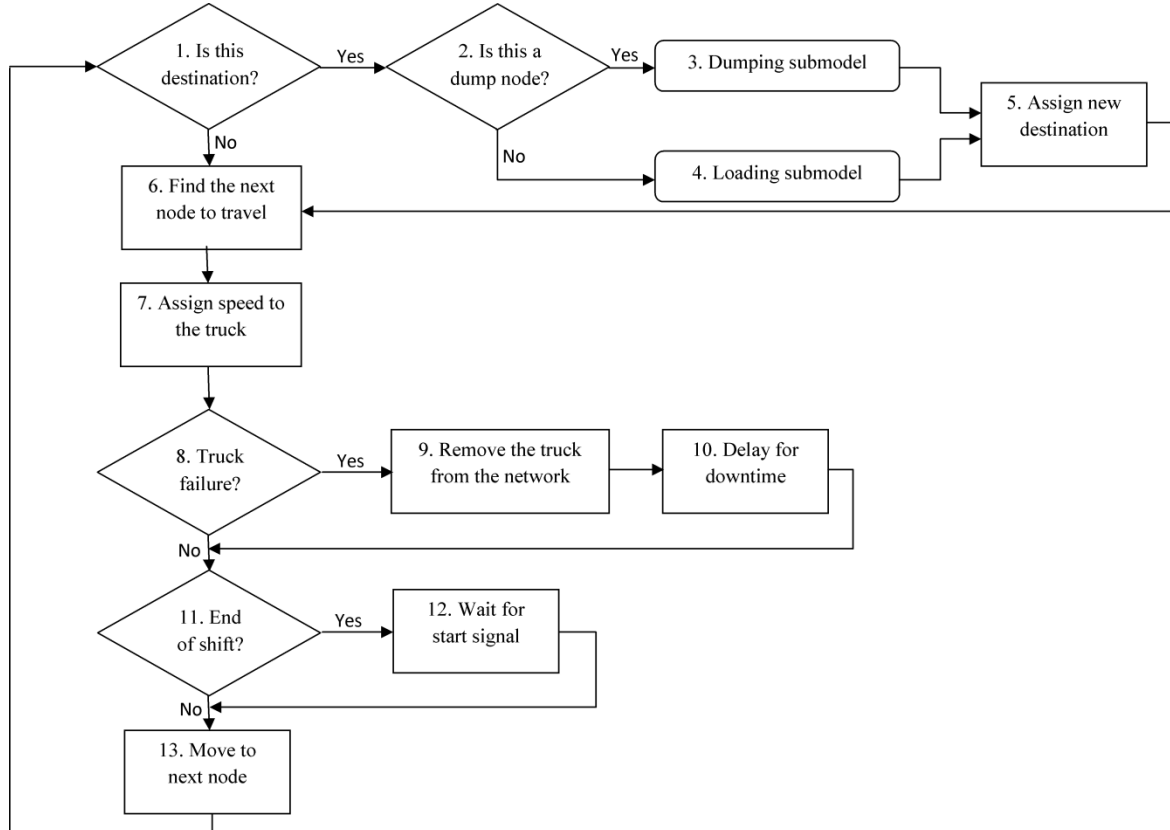 1. Is this
destination?
Yes
2. Is this a
dump node?
Yes
3. Dumping submodel
5. Assign new
destination
No
No
4. Loading submodel
6. Find the next
node to travel
7. Assign speed to
the truck
8. Truck
failure?
Yes
9. Remove the truck
from the network
10. Delay for
downtime
No
11. End
of shift?
Yes
12. Wait for
start signal
No
13. Move to
next node